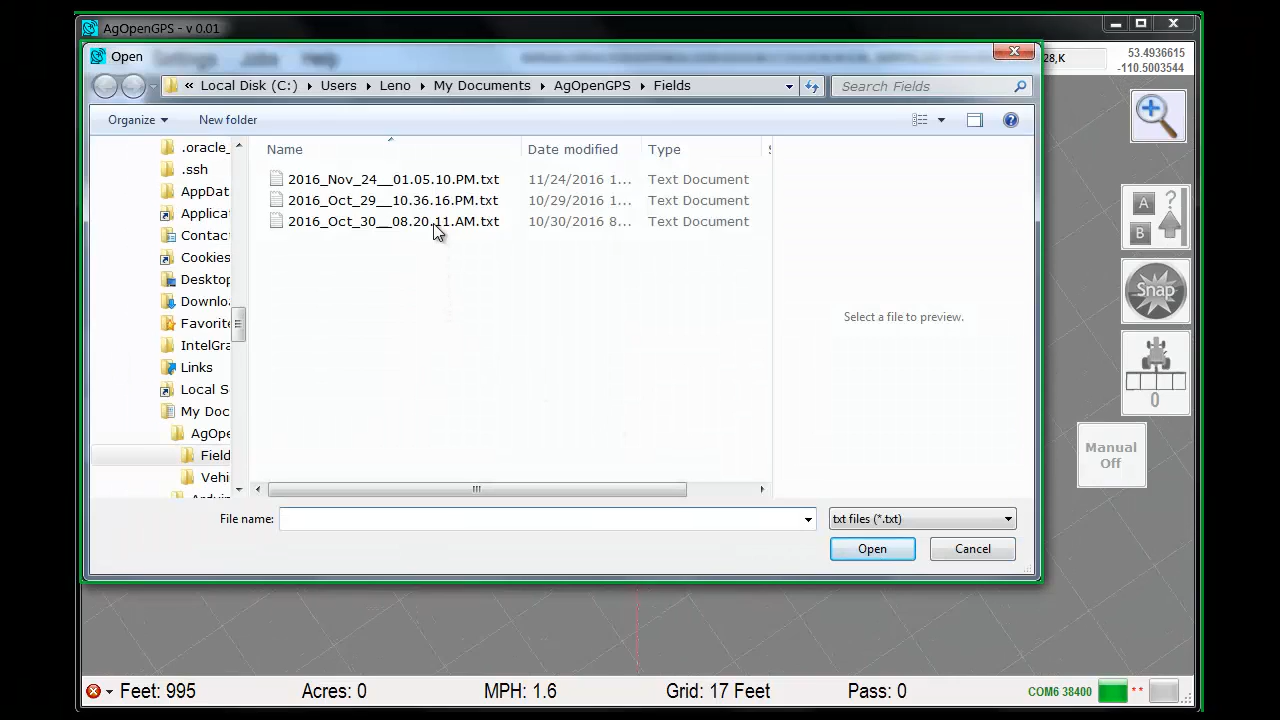 AgOpenGPS - v 0.01
Open
28,K
53.4936615
-110.5003544
« Local Disk (C:) Users Leno My Documents AgOpenGPS Fields
Search Fields
Organize
New folder
Name
Date modified
Type
2016_Nov_24__01.05.10.PM.txt 11/24/2016 1... Text Document
2016_Oct_29__10.36.16.PM.txt 10/29/2016 1... Text Document
2016_Oct_30__08.20.11.AM.txt 10/30/2016 8... Text Document
.oracle_
.ssh
AppData
Applica
Contac
Cookies
Desktop
Downlo
Favorite
IntelGra
Links
Local S
My Doc
AgOpe
Field
Vehi
Select a file to preview.
A
?
B
Snap
0
Manual
Off
File name:
txt files (*.txt)
Open
Cancel
Feet: 995
Acres: 0
MPH: 1.6
Grid: 17 Feet
Pass: 0
COM6 38400
**